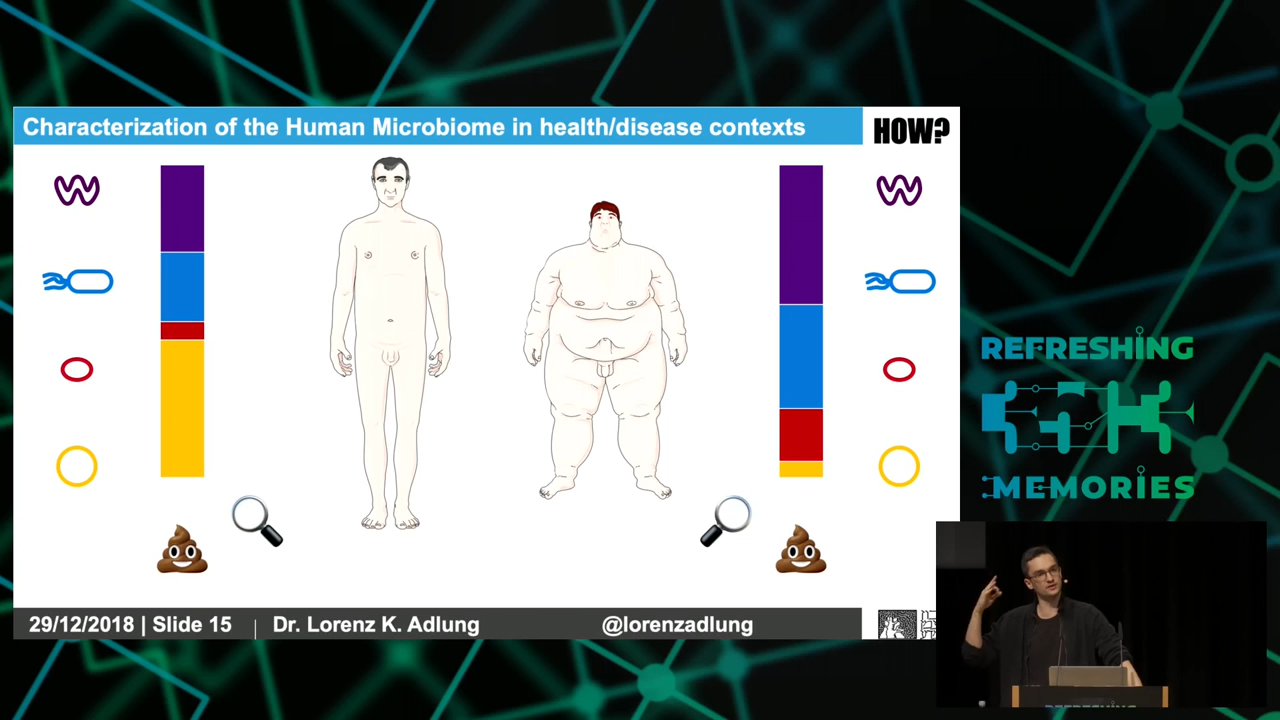 Characterization of the Human Microbiome in health/disease contexts
HOW?
29/12/2018 | Slide 15 | Dr. Lorenz K. Adlung @lorenzadlung
REFRESHING
MEMORIES